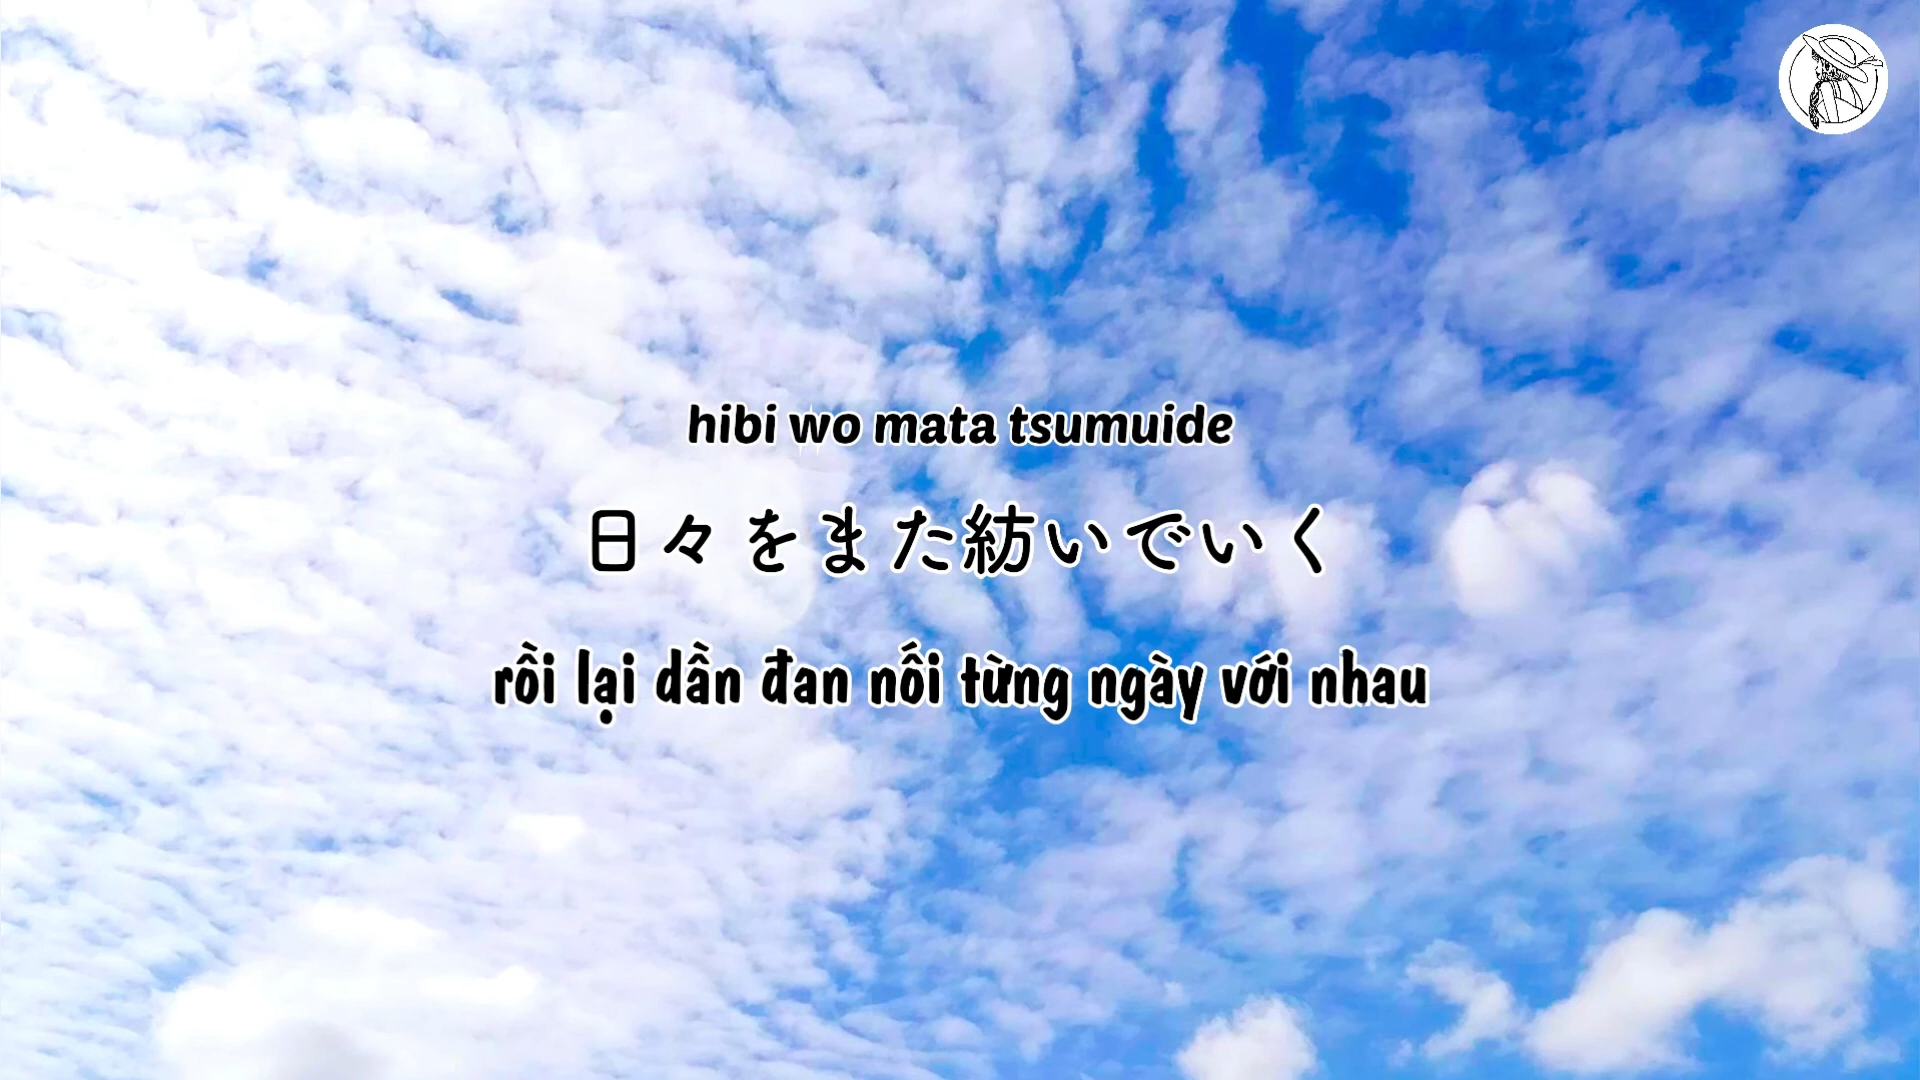 hibi wo mata tsumuide
日々をまた紡いでいく
rồi lại dần đan nối từng ngày với nhau